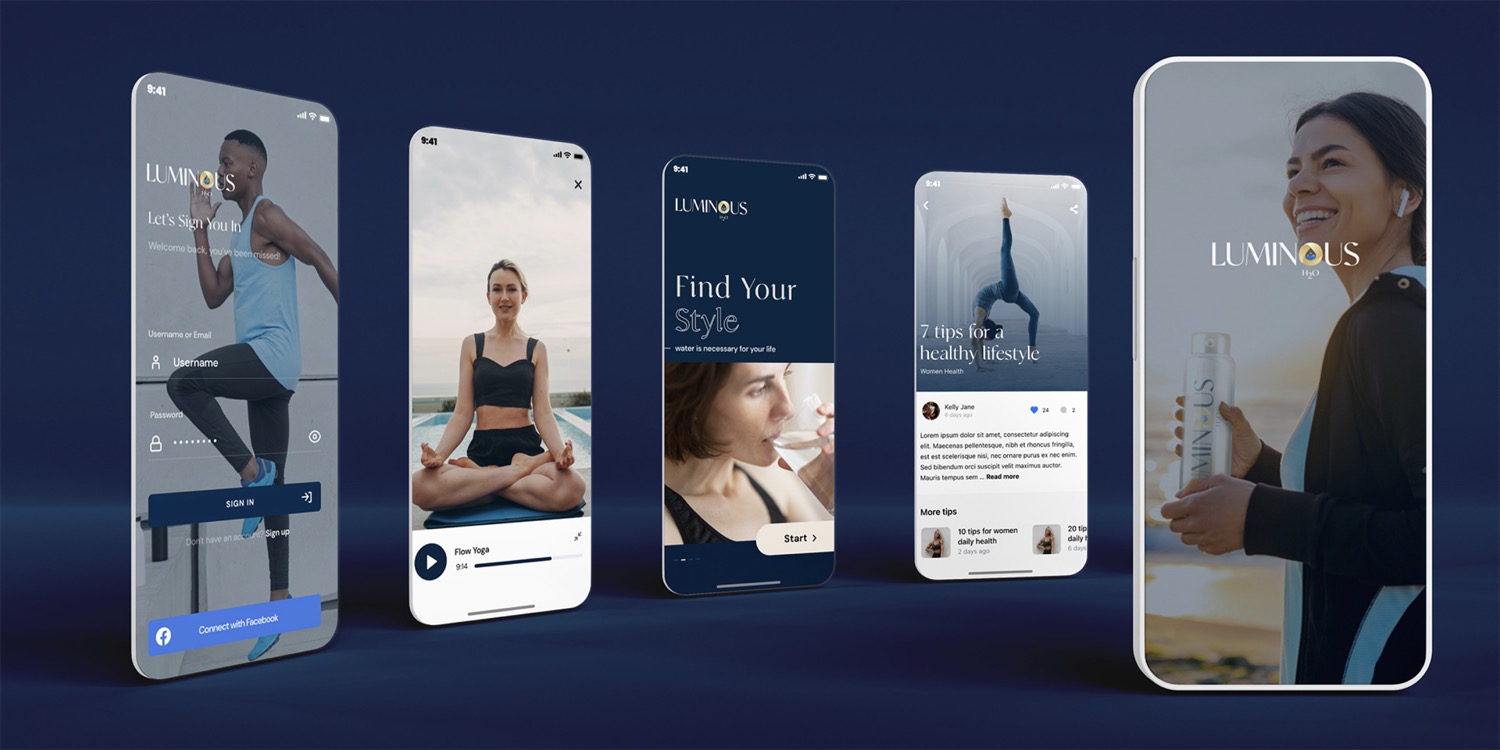 9:41
LUMINOUS
H2O
Let's Sign You In
Welcome back, you've been missed!
Username or Email
Username
Password
SIGN IN
Don't have an account? Sign up
Connect with Facebook
9:41
Flow Yoga
9:14
9:41
LUMINOUS
H2O
Find Your
Style
water is necessary for your life
Start
9:41
7 tips for a
healthy lifestyle
Women Health
Kelly Jane
6 days ago
24
2
Lorem ipsum dolor sit amet, consectetur adipiscing
elit. Maecenas pellentesque, nibh et rhoncus fringilla,
est est scelerisque nisi, nec ornare purus ex nec enim.
Sed bibendum orci suscipit velit maximus auctor.
Mauris tempus sem ... Read more
More tips
10 tips for women
daily health
2 days ago
20 tip
daily h
6 days
LUMINOUS
H2O
LUMINOUS